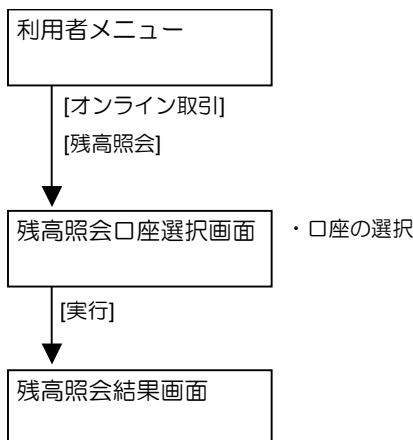 利用者メニュー
[オンライン取引]
[残高照会]
残高照会口座選択画面
・口座の選択
[実行]
残高照会結果画面